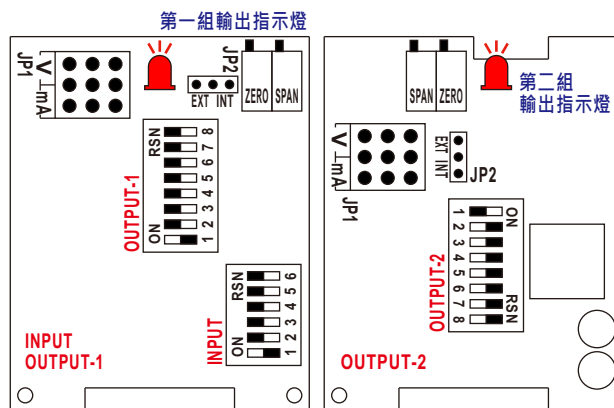 第一組輸出指示燈
JP1
V
mA
JP2
EXT INT
ZERO
SPAN
OUTPUT-1
RSN
ON
8
7
6
5
4
3
2
1
INPUT
RSN
ON
6
5
4
3
2
1
INPUT
OUTPUT-1
SPAN
ZERO
第二組
輸出指示燈
V
mA
JP1
EXT INT
JP2
OUTPUT-2
1
2
3
4
5
6
7
8
ON
RSN
OUTPUT-2